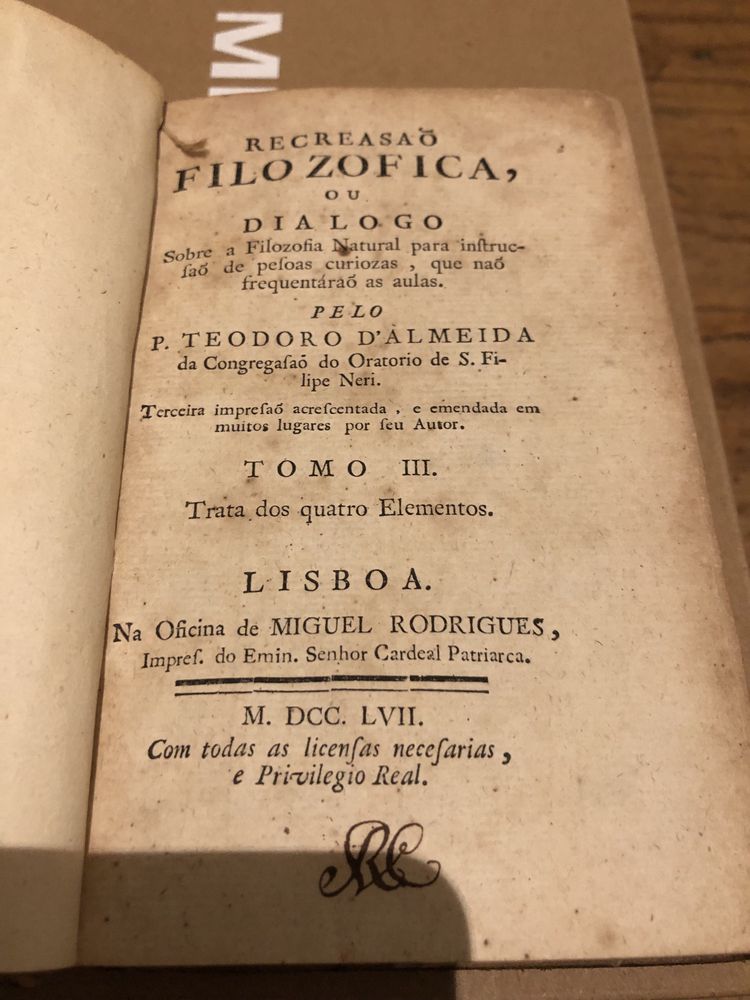 RECREASAÕ
FILOZOFICA,
OU
DIALOGO
Sobre a Filozofia Natural para inſtruc-
ſaõ de peſoas curiozas , que naõ
frequentáraõ as aulas.
PELO
P. TEODORO D'ALMEIDA
da Congregaſaõ do Oratorio de S. Fi-
lipe Neri.
Terceira impreſaõ acreſcentada , e emendada em
muitos lugares por ſeu Autor.
TOMO III.
Trata dos quatro Elementos.
LISBOA.
Na Oficina de MIGUEL RODRIGUES,
Impreſ. do Emin. Senhor Cardeal Patriarca.
M. DCC. LVII.
Com todas as licenſas neceſarias,
e Privilegio Real.